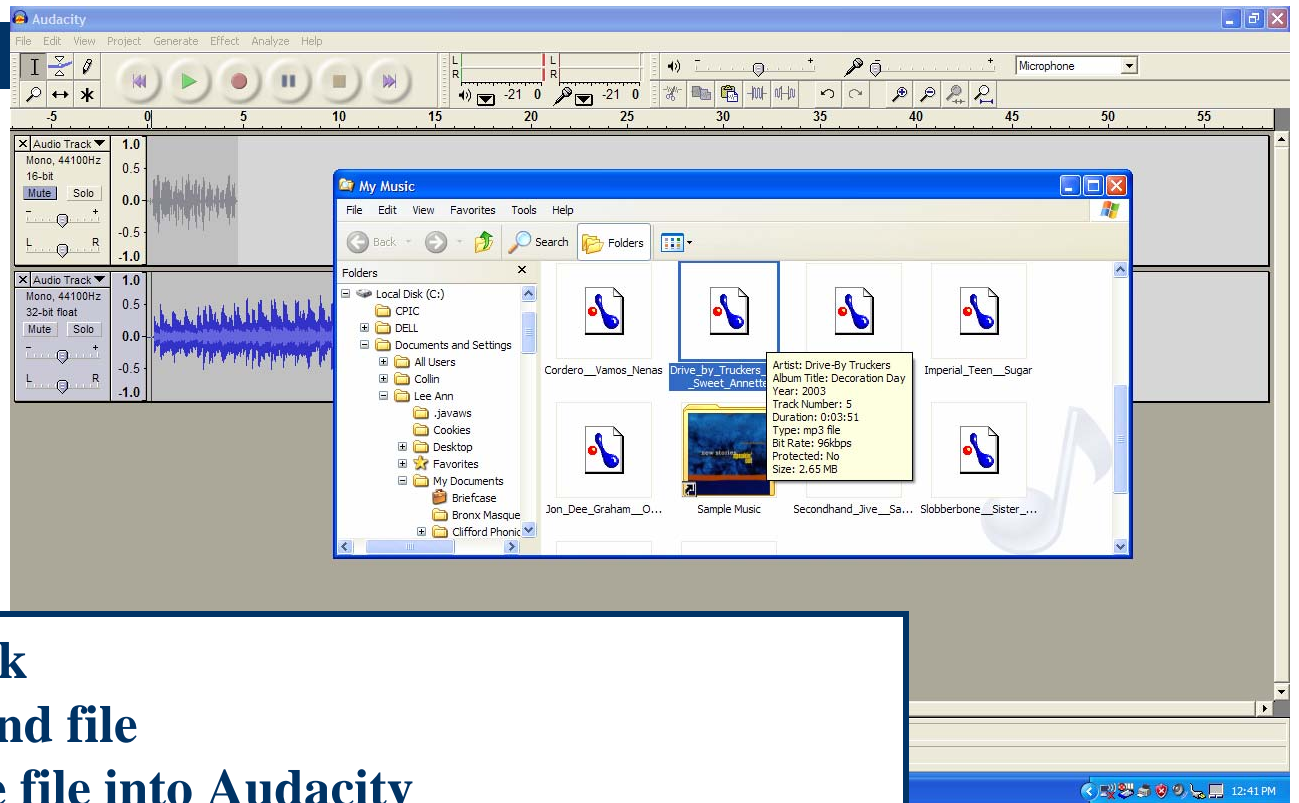 Audacity
File Edit View Project Generate Effect Analyze Help
L
R
L
R
-21 0
-21 0
Microphone
-5 0 5 10 15 20 25 30 35 40 45 50 55
Audio Track
Mono, 44100Hz
16-bit
Mute Solo
- +
L R
1.0
0.5
0.0
-0.5
-1.0
Audio Track
Mono, 44100Hz
32-bit float
Mute Solo
- +
L R
1.0
0.5
0.0
-0.5
-1.0
My Music
File Edit View Favorites Tools Help
Back Search Folders
Folders
Local Disk (C:)
CPIC
DELL
Documents and Settings
All Users
Collin
Lee Ann
.javaws
Cookies
Desktop
Favorites
My Documents
Briefcase
Bronx Masque
Clifford Phonic
Cordero__Vamos_Nenas
Drive_by_Truckers_
_Sweet_Annette
Imperial_Teen__Sugar
Artist: Drive-By Truckers
Album Title: Decoration Day
Year: 2003
Track Number: 5
Duration: 0:03:51
Type: mp3 file
Bit Rate: 96kbps
Protected: No
Size: 2.65 MB
Jon_Dee_Graham__O...
Sample Music
Secondhand_Jive__Sa...
Slobberbone__Sister_...
k
nd file
e file into Audacity
12:41 PM